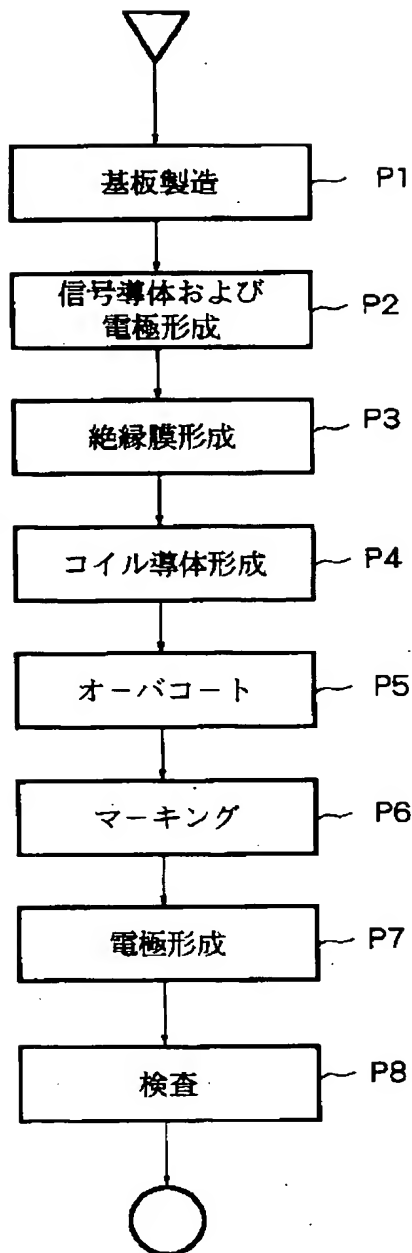 基板製造 P1
信号導体および
電極形成 P2
絶縁膜形成 P3
コイル導体形成 P4
オーバコート P5
マーキング P6
電極形成 P7
検査 P8